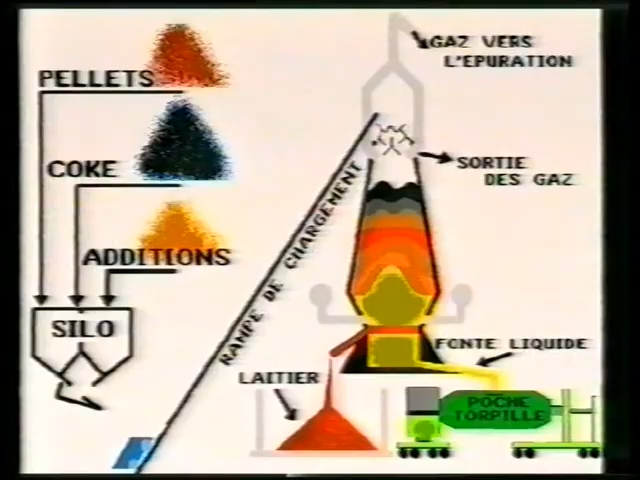 PELLETS
COKE
ADDITIONS
SILO
RAMPE DE CHARGEMENT
GAZ VERS
L'EPURATION
SORTIE
DES GAZ
FONTE LIQUIDE
LAITIER
POCHE
TORPILLE